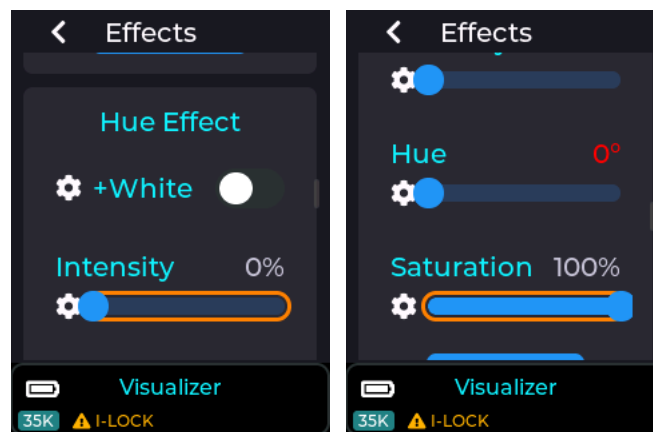 Effects
Hue Effect
+White
Intensity 0%
Visualizer
35K I-LOCK
Effects
Hue 0°
Saturation 100%
Visualizer
35K I-LOCK